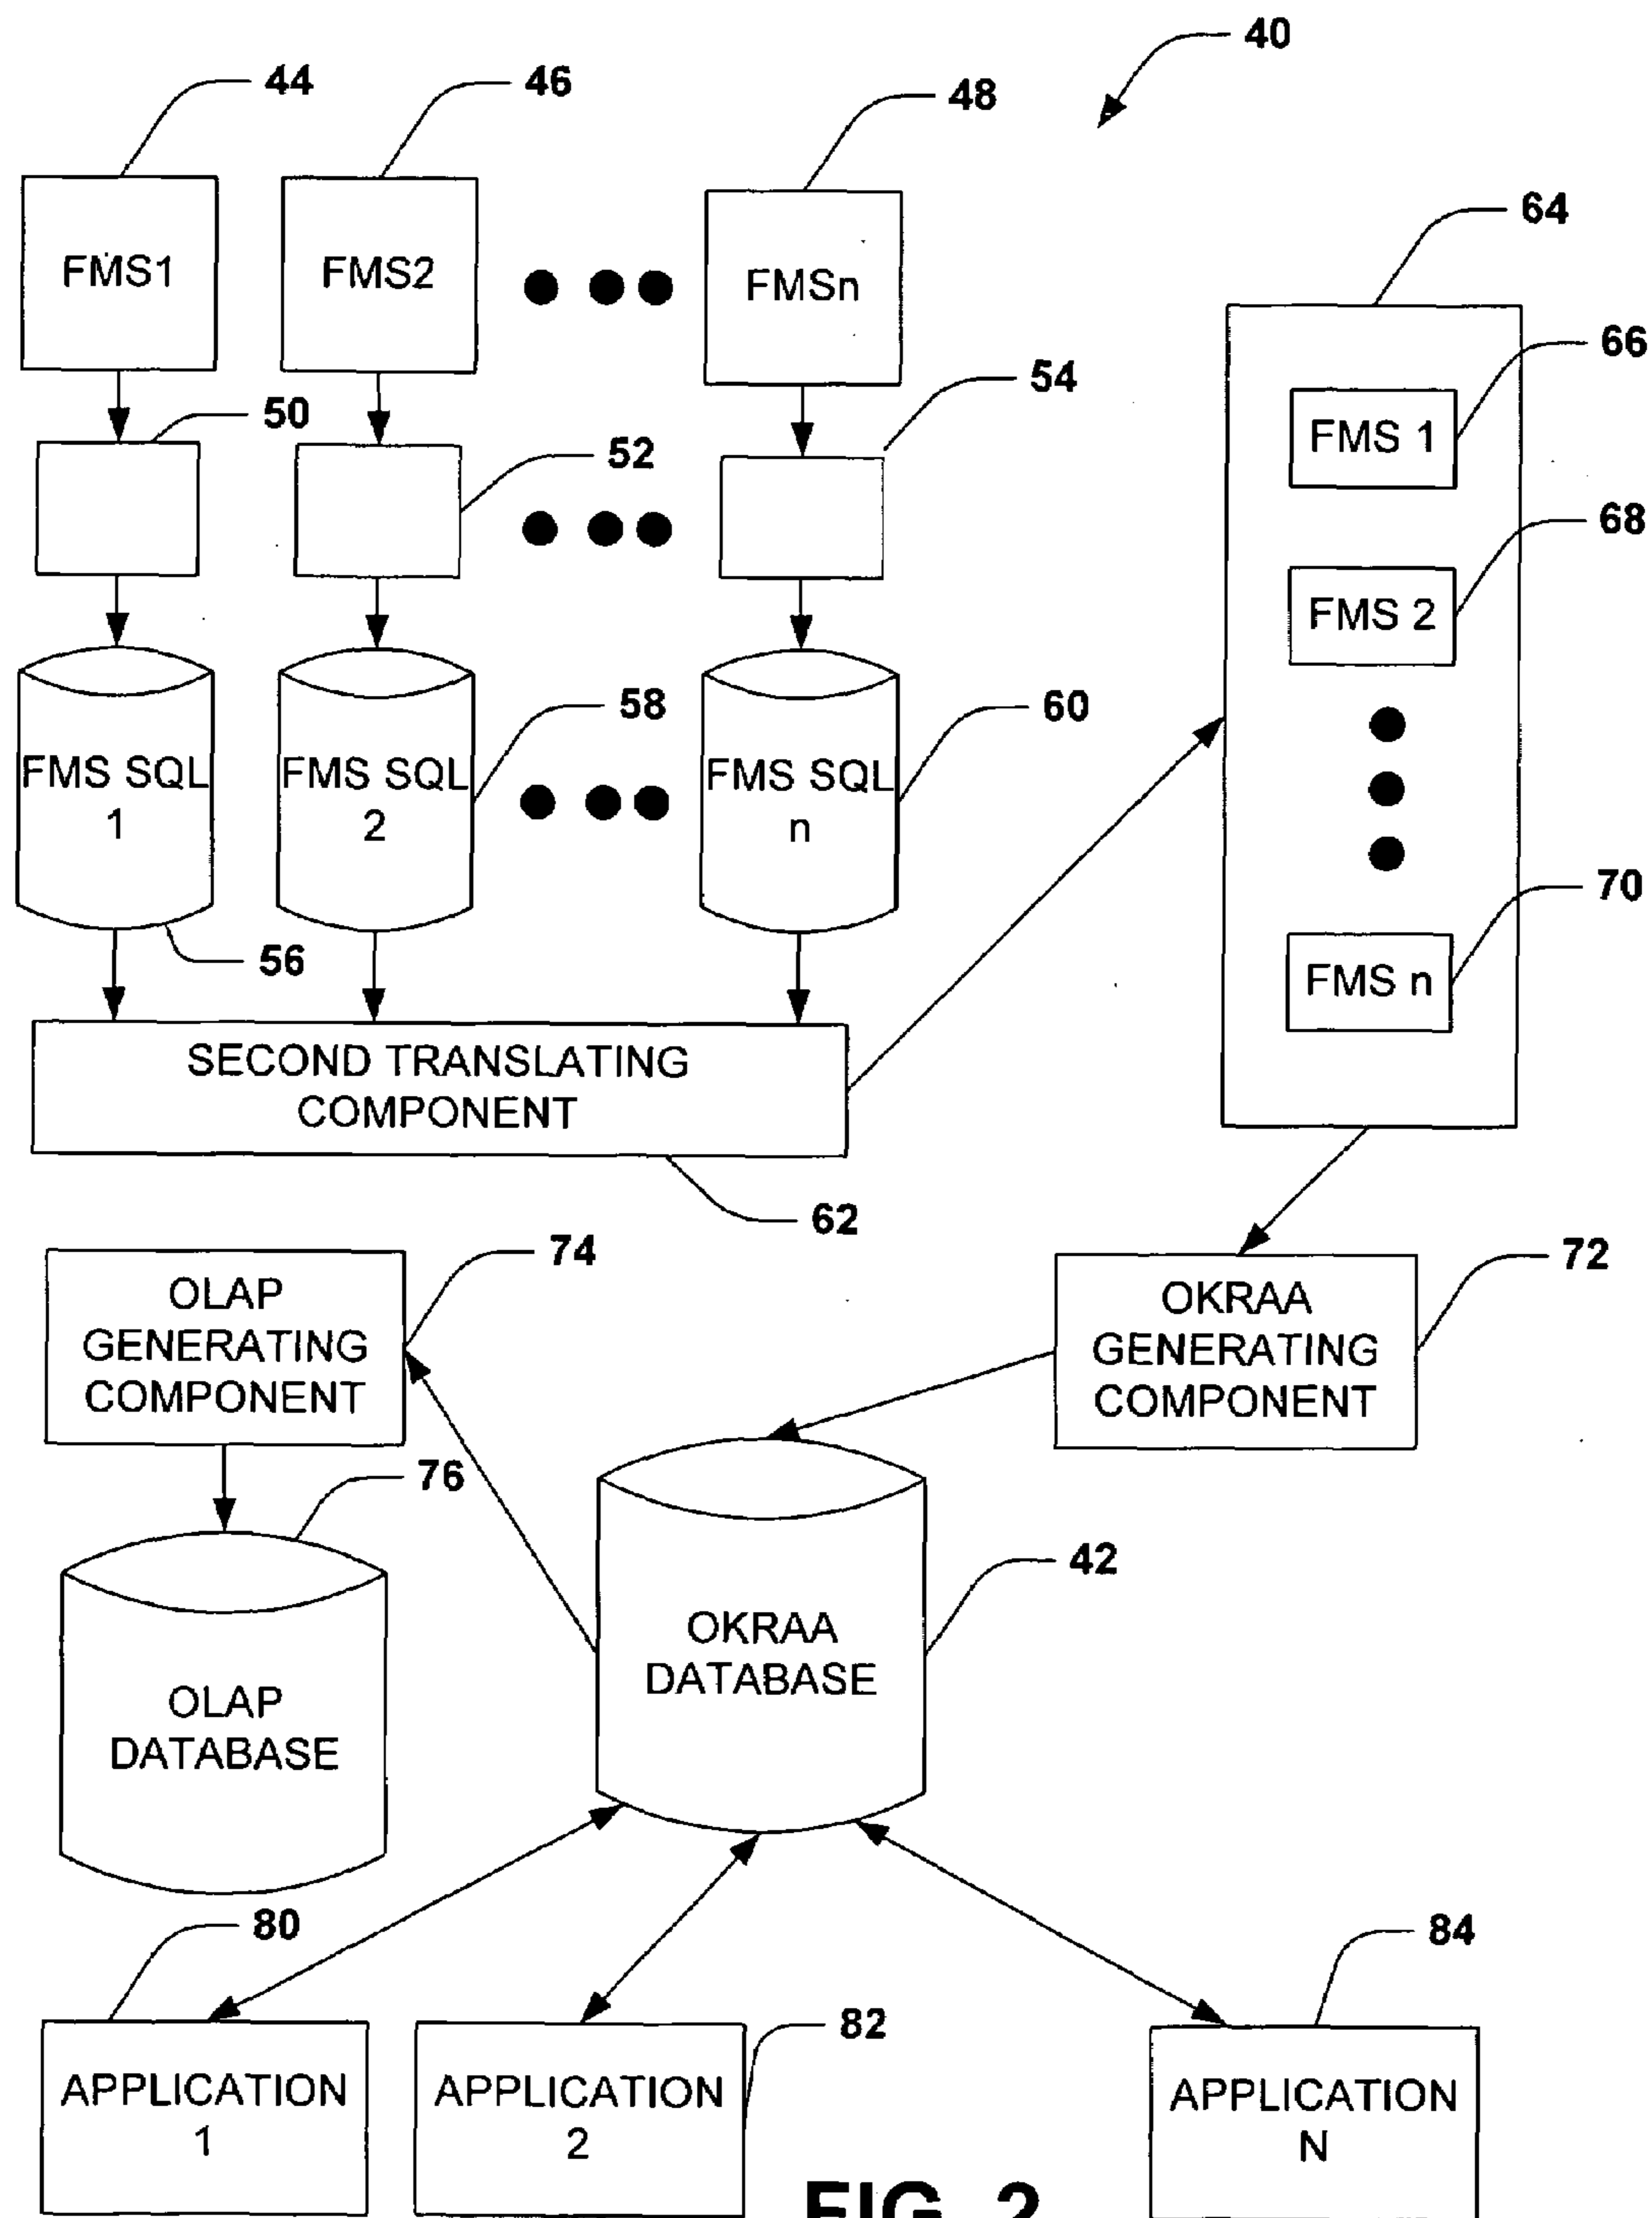 40
44
46
48
64
FMS1
FMS2
FMSn
66
FMS 1
54
50
52
68
FMS 2
58
60
FMS SQL
1
FMS SQL
2
FMS SQL
n
70
56
FMS n
SECOND TRANSLATING
COMPONENT
62
74
72
OLAP
GENERATING
COMPONENT
OKRAA
GENERATING
COMPONENT
76
42
OKRAA
DATABASE
OLAP
DATABASE
80
84
82
APPLICATION
1
APPLICATION
2
APPLICATION
N
FIG. 2